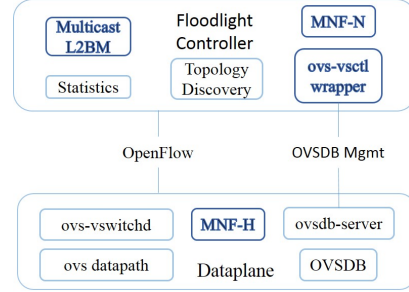 Multicast
L2BM
Floodlight
Controller
MNF-N
Statistics
Topology
Discovery
ovs-vsctl
wrapper
OpenFlow
OVSDB Mgmt
ovs-vswitchd
MNF-H
ovsdb-server
ovs datapath
Dataplane
OVSDB